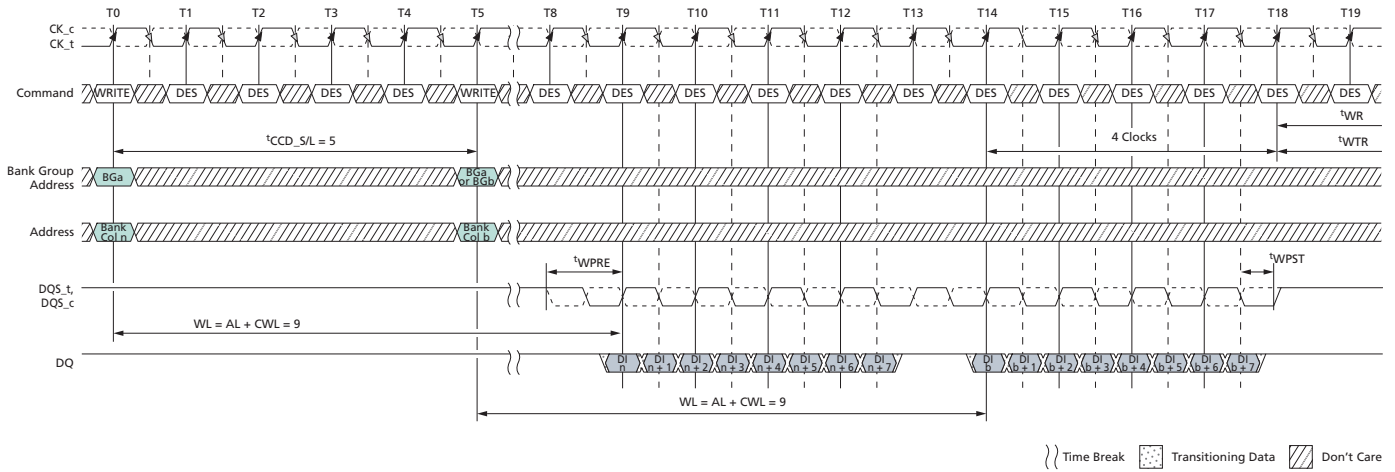 T0 T1 T2 T3 T4 T5 T8 T9 T10 T11 T12 T13 T14 T15 T16 T17 T18 T19
CK_c
CK_t
Command WRITE DES DES DES DES WRITE DES DES DES DES DES DES DES DES DES DES DES DES
tWR
tCCD_S/L = 5
4 Clocks
tWTR
Bank Group
Address
BGa
BGa
or BGb
Address
Bank
Col n
Bank
Col b
tWPRE
tWPST
DQS_t,
DQS_c
WL = AL + CWL = 9
DQ
DI
n
DI
n + 1
DI
n + 2
DI
n + 3
DI
n + 4
DI
n + 5
DI
n + 6
DI
n + 7
DI
b
DI
b + 1
DI
b + 2
DI
b + 3
DI
b + 4
DI
b + 5
DI
b + 6
DI
b + 7
WL = AL + CWL = 9
Time Break Transitioning Data Don't Care